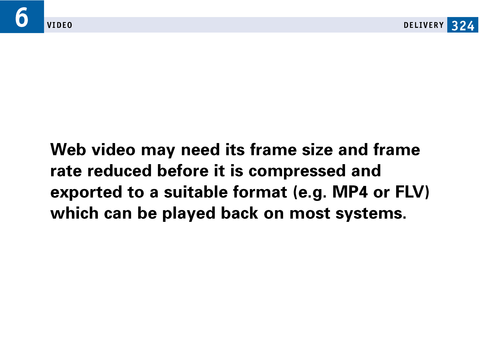 6
VIDEO
DELIVERY 324
Web video may need its frame size and frame
rate reduced before it is compressed and
exported to a suitable format (e.g. MP4 or FLV)
which can be played back on most systems.